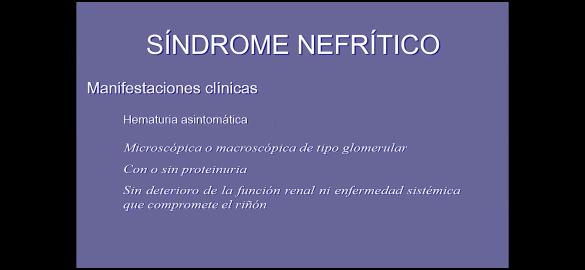 SÍNDROME NEFRÍTICO
Manifestaciones clínicas
Hematuria asintomática
Microscópica o macroscópica de tipo glomerular
Con o sin proteinuria
Sin deterioro de la función renal ni enfermedad sistémica
que compromete el riñón